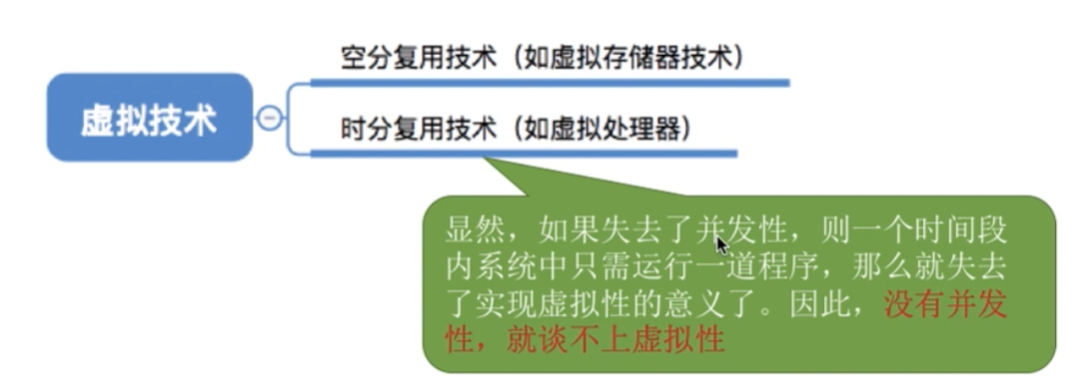 空分复用技术（如虚拟存储器技术）
虚拟技术
时分复用技术（如虚拟处理器）
显然，如果失去了并发性，则一个时间段
内系统中只需运行一道程序，那么就失去
了实现虚拟性的意义了。因此，没有并发
性，就谈不上虚拟性